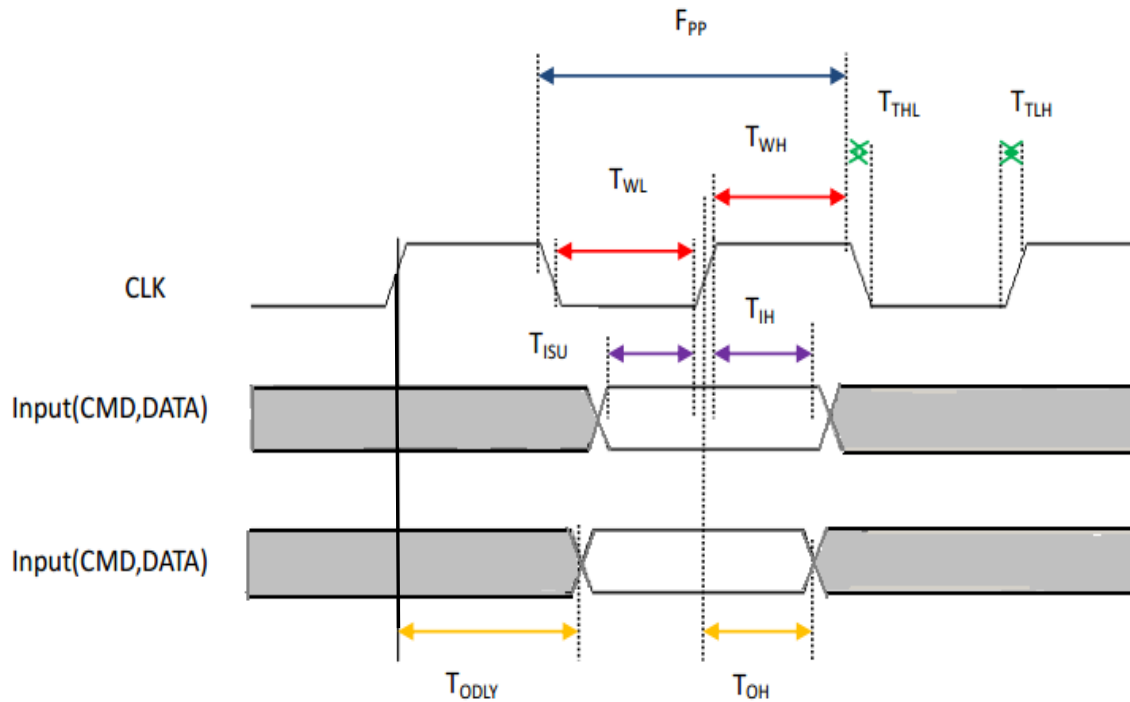 FPP
TTHL
TTLH
TWH
TWL
CLK
TIH
TISU
Input(CMD,DATA)
Input(CMD,DATA)
TODLY
TOH